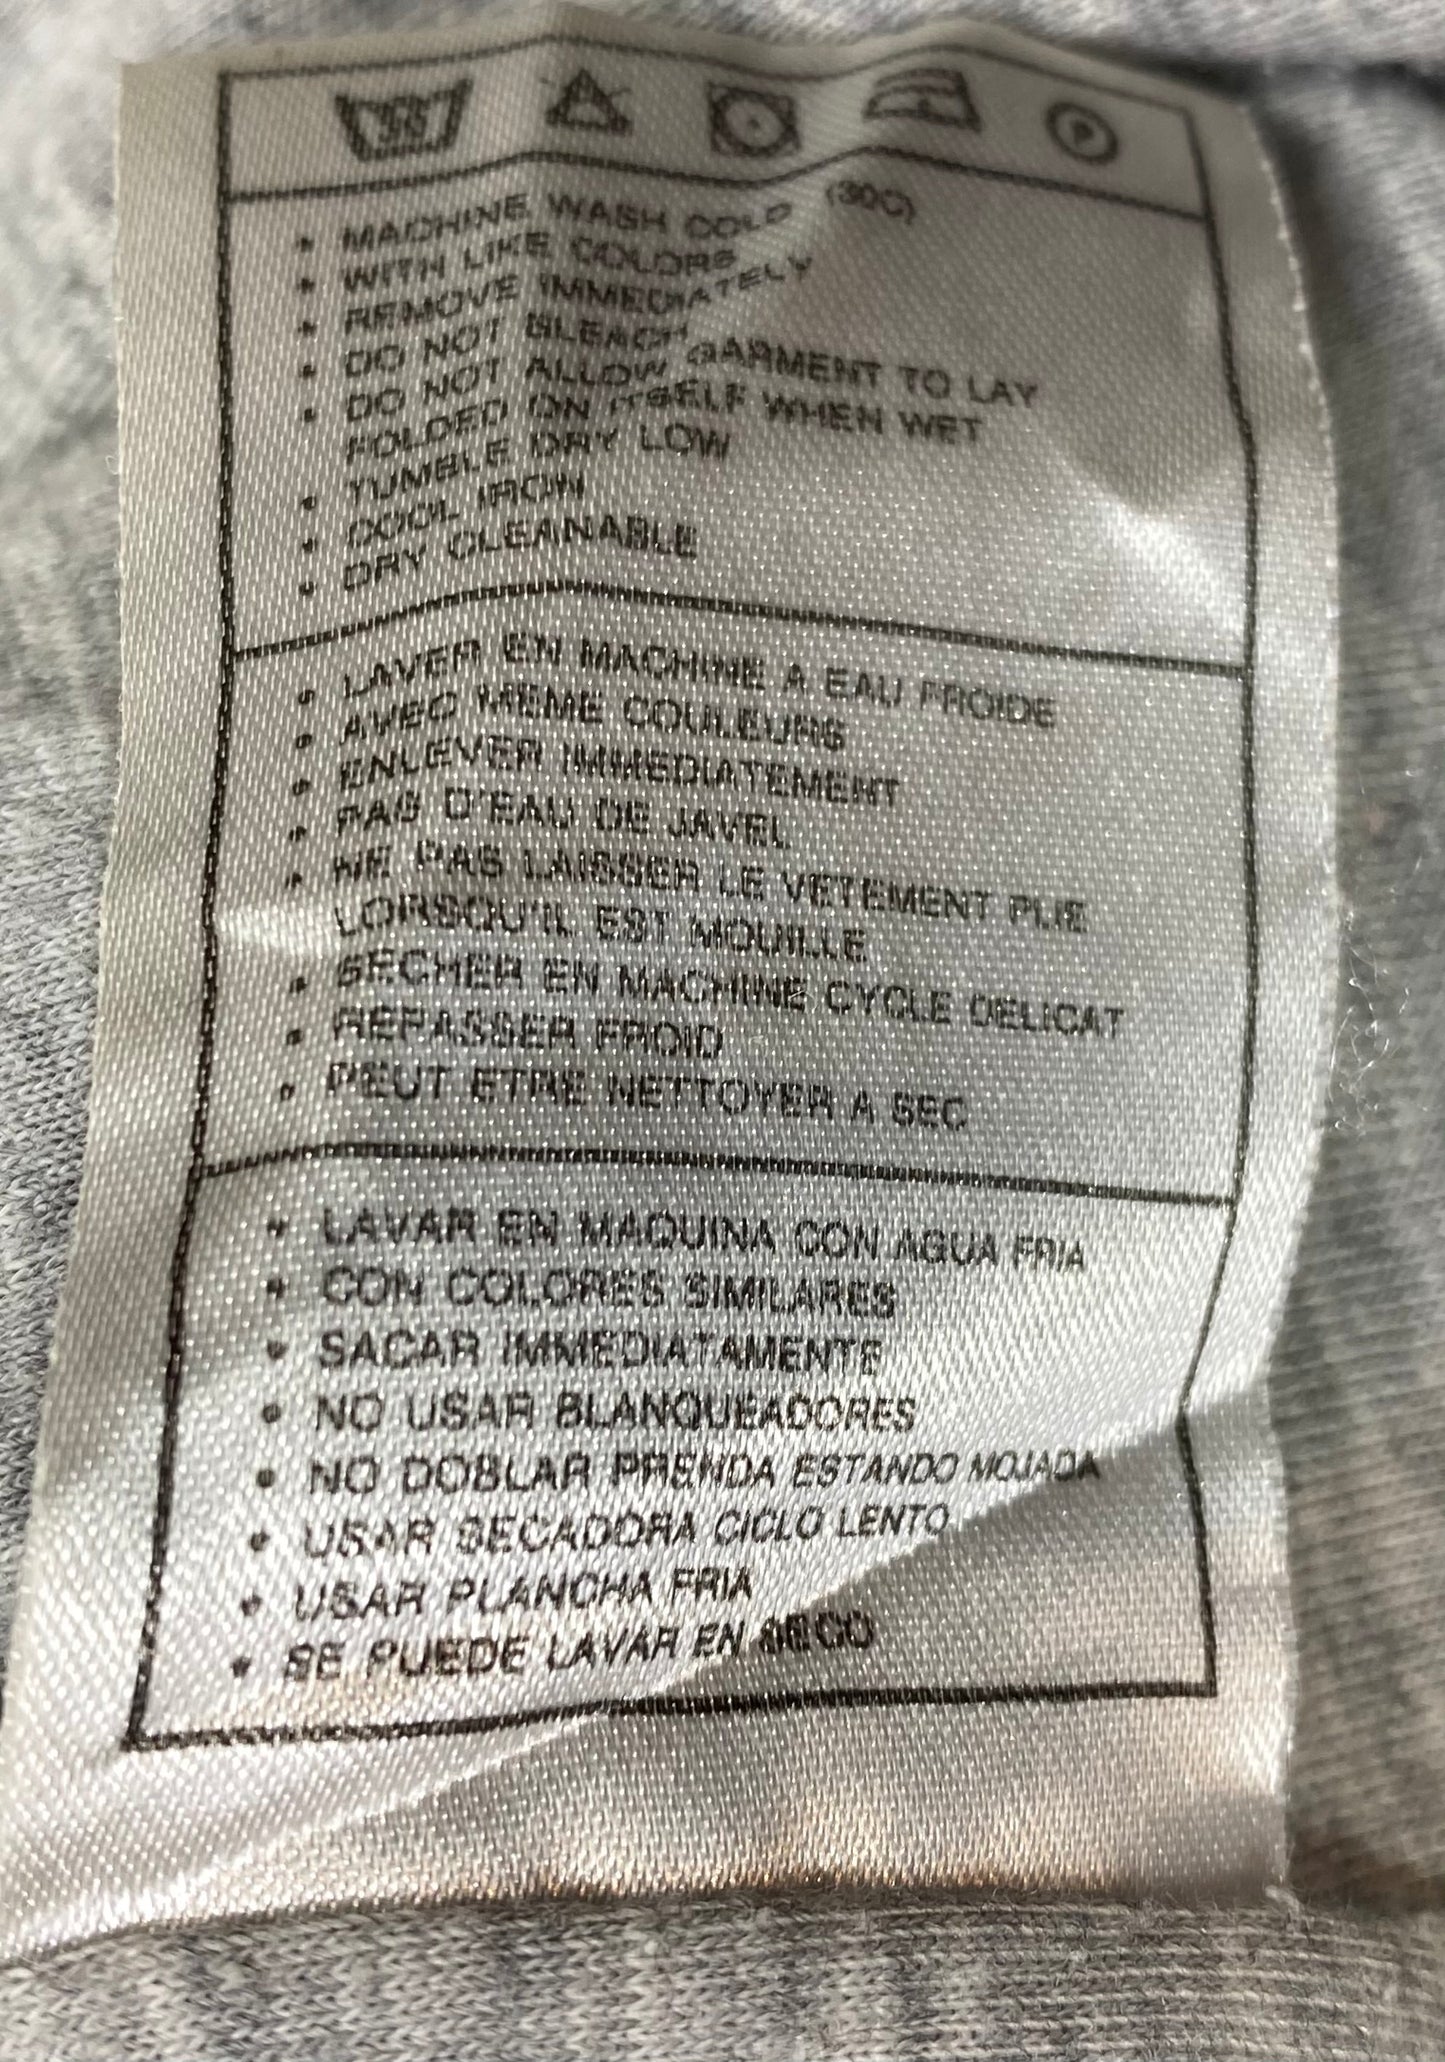 30
P
• MACHINE WASH COLD (30C)
• WITH LIKE COLORS
• REMOVE IMMEDIATELY
• DO NOT BLEACH
• DO NOT ALLOW GARMENT TO LAY
FOLDED ON ITSELF WHEN WET
• TUMBLE DRY LOW
• COOL IRON
• DRY CLEANABLE
• LAVER EN MACHINE A EAU FROIDE
• AVEC MEME COULEURS
• ENLEVER IMMEDIATEMENT
• PAS D'EAU DE JAVEL
• NE PAS LAISSER LE VETEMENT PLIE
LORSQU'IL EST MOUILLE
• SECHER EN MACHINE CYCLE DELICAT
• REPASSER FROID
• PEUT ETRE NETTOYER A SEC
• LAVAR EN MAQUINA CON AGUA FRIA
• CON COLORES SIMILARES
• SACAR IMMEDIATAMENTE
• NO USAR BLANQUEADORES
• NO DOBLAR PRENDA ESTANDO MOJADA
• USAR SECADORA CICLO LENTO
• USAR PLANCHA FRIA
• SE PUEDE LAVAR EN SECO